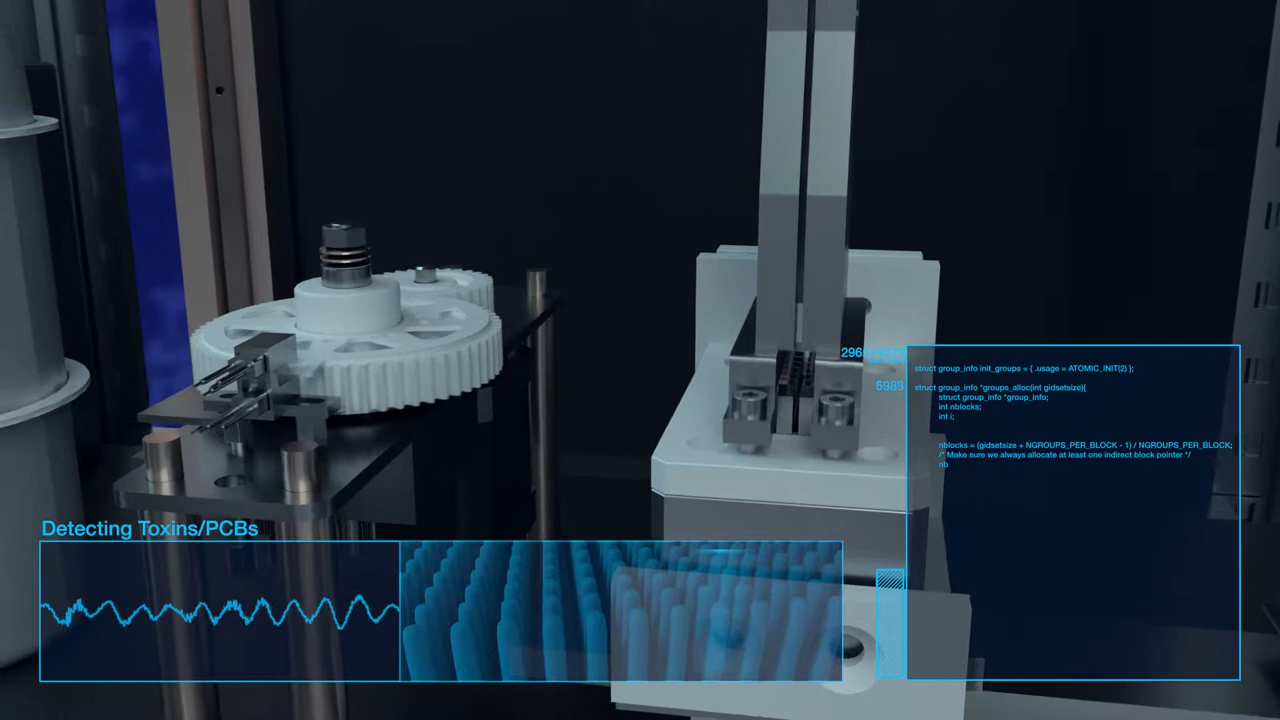 struct group_info init_groups = { .usage = ATOMIC_INIT(2) };
5983
struct group_info *groups_alloc(int gidsetsize){
struct group_info *group_info;
int nblocks;
int i;
nblocks = (gidsetsize + NGROUPS_PER_BLOCK - 1) / NGROUPS_PER_BLOCK;
/* Make sure we always allocate at least one indirect block pointer */
nb
Detecting Toxins/PCBs